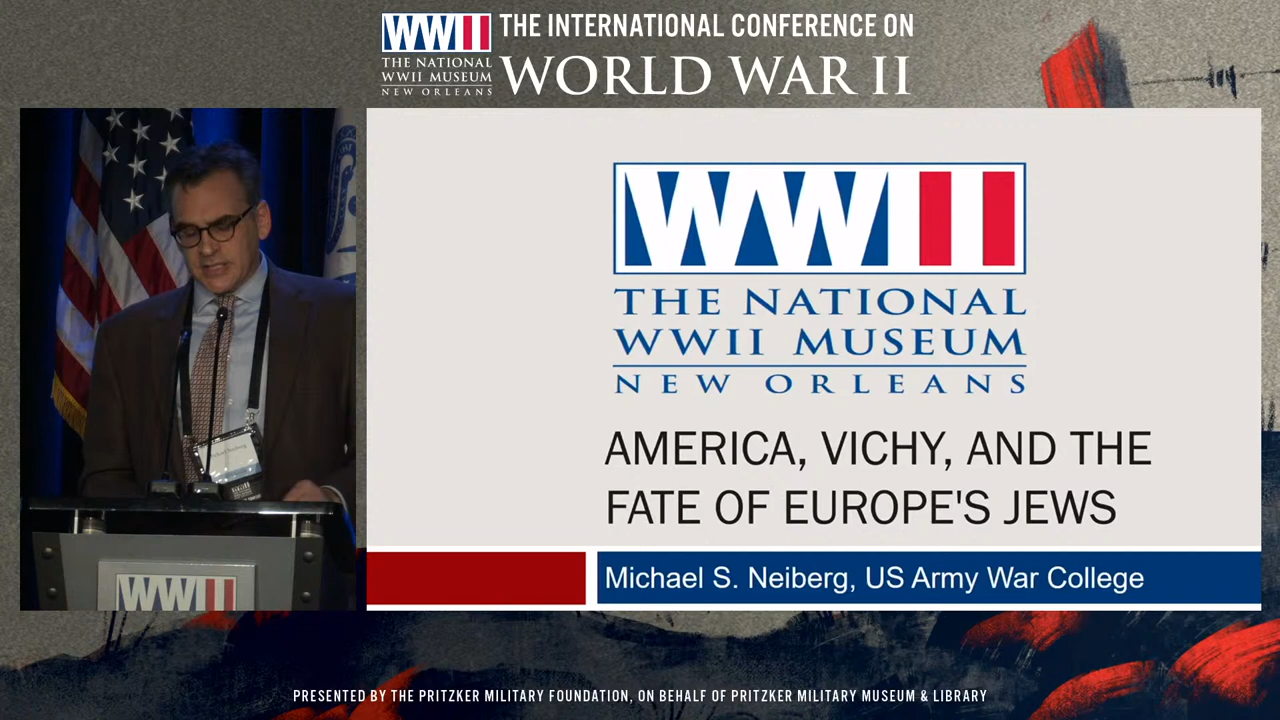 WWII
THE NATIONAL
WWII MUSEUM
NEW ORLEANS
THE INTERNATIONAL CONFERENCE ON
WORLD WAR II
WWII
THE NATIONAL
WWII MUSEUM
NEW ORLEANS
AMERICA, VICHY, AND THE
FATE OF EUROPE'S JEWS
Michael S. Neiberg, US Army War College
WWII
PRESENTED BY THE PRITZKER MILITARY FOUNDATION, ON BEHALF OF PRITZKER MILITARY MUSEUM & LIBRARY